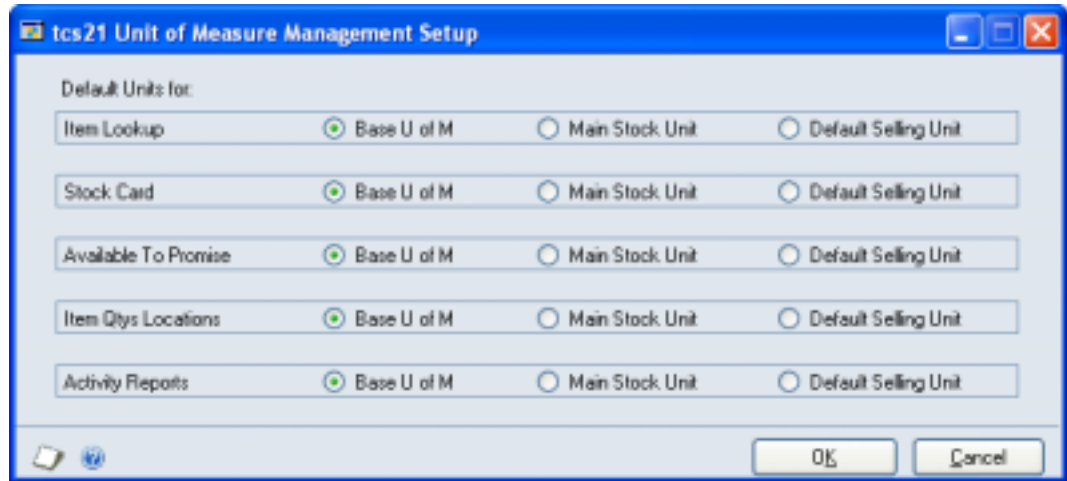 tcs21 Unit of Measure Management Setup
Default Units for:
Item Lookup Base U of M Main Stock Unit Default Selling Unit
Stock Card Base U of M Main Stock Unit Default Selling Unit
Available To Promise Base U of M Main Stock Unit Default Selling Unit
Item Qtys Locations Base U of M Main Stock Unit Default Selling Unit
Activity Reports Base U of M Main Stock Unit Default Selling Unit
OK Cancel